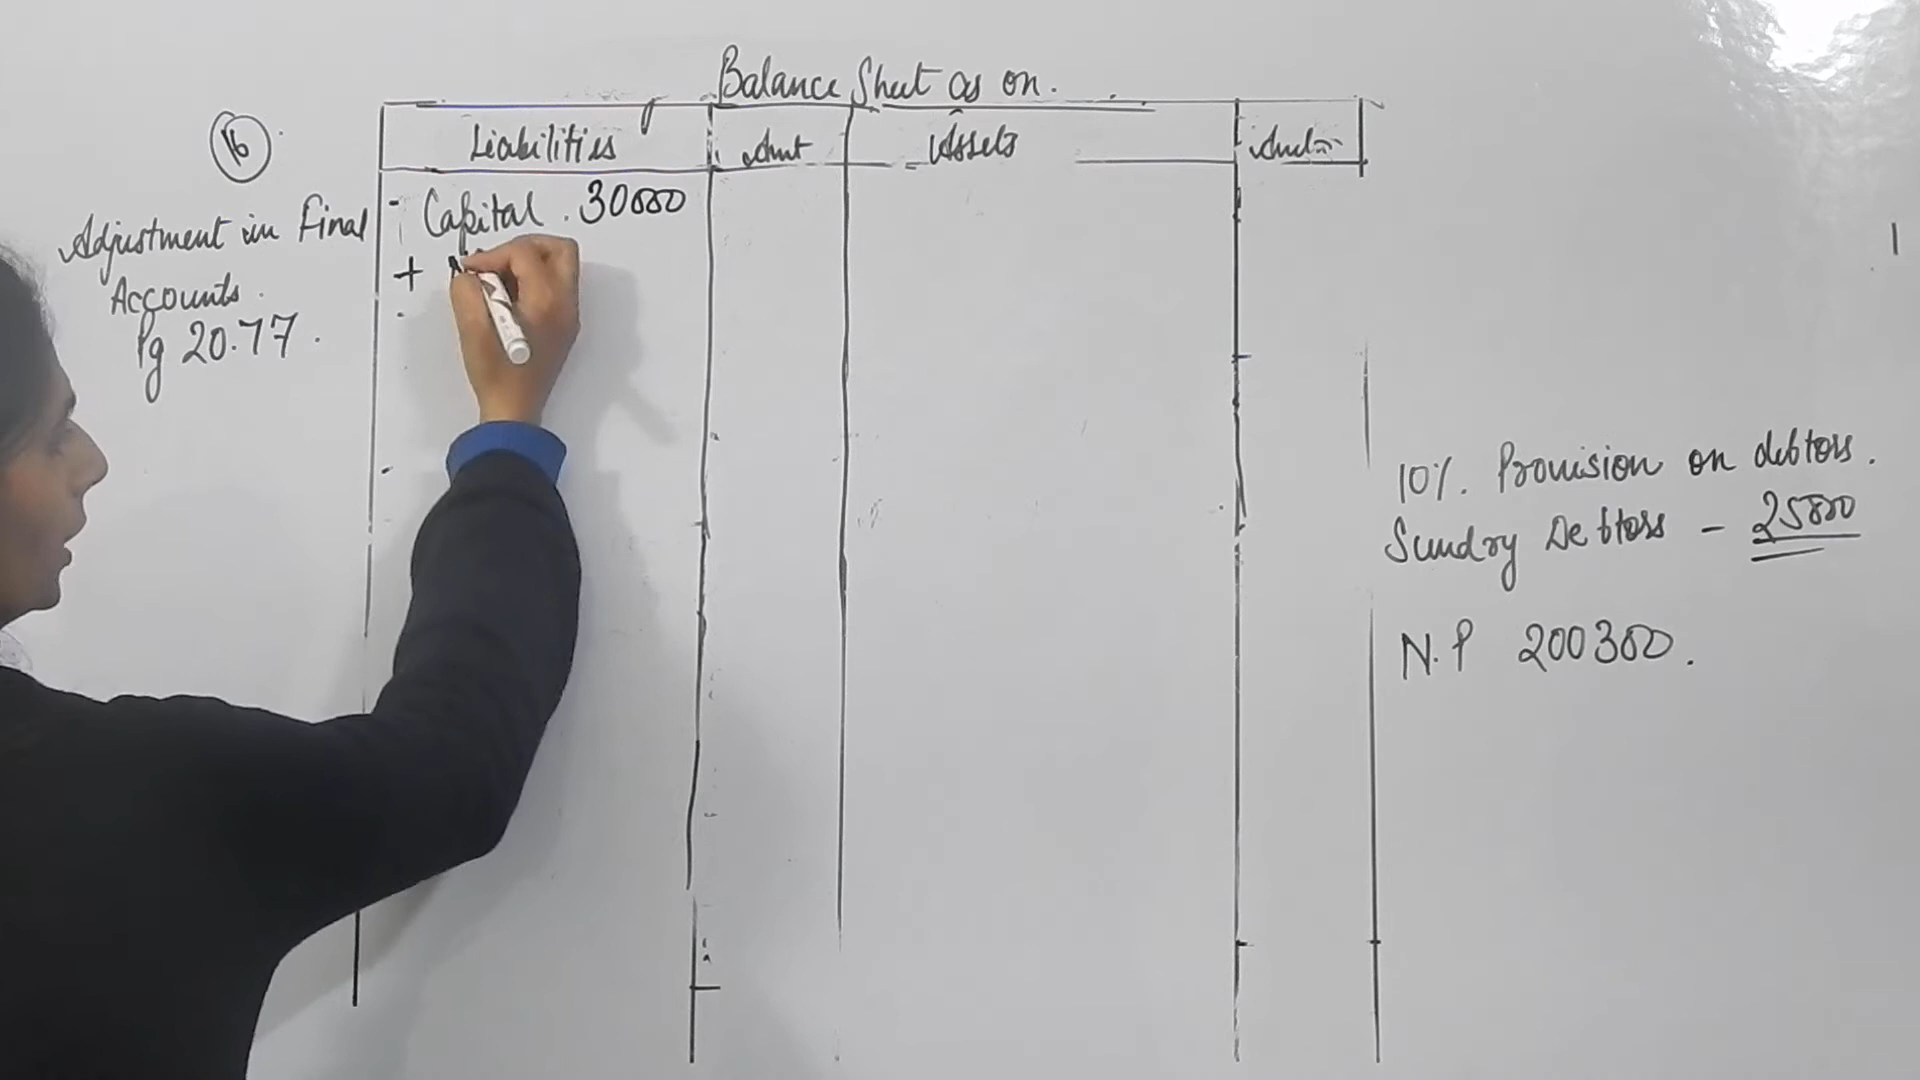 Balance Sheet as on.
16
Liabilities Amt Assets Amt
Adjustment in Final
Accounts.
Pg 20.77.
- Capital . 30000
+ N
10%. Provision on debtors.
Sundry Debtors - 25800
N.P 200300.